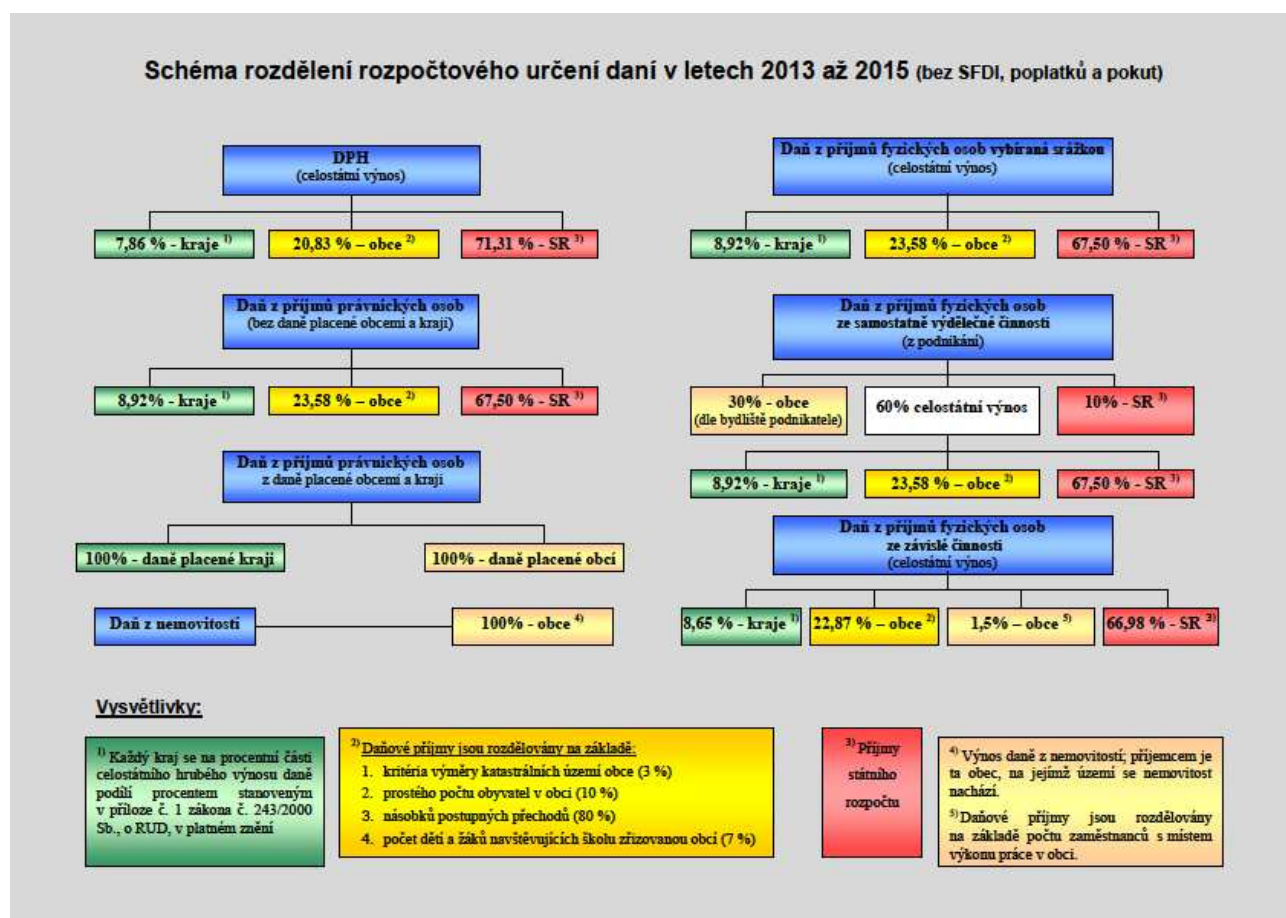 Schéma rozdělení rozpočtového určení daní v letech 2013 až 2015 (bez SFDI, poplatků a pokut)
DPH
(celostátní výnos)
7,86 % - kraje 1)
20,83 % – obce 2)
71,31 % - SR 3)
Daň z příjmů fyzických osob vybíraná srážkou
(celostátní výnos)
8,92% - kraje 1)
23,58 % – obce 2)
67,50 % - SR 3)
Daň z příjmů právnických osob
(bez daně placené obcemi a kraji)
8,92% - kraje 1)
23,58 % – obce 2)
67,50 % - SR 3)
Daň z příjmů fyzických osob
ze samostatně výdělečné činnosti
(z podnikání)
30% - obce
(dle bydliště podnikatele)
60% celostátní výnos
10% - SR 3)
8,92% - kraje 1)
23,58 % – obce 2)
67,50 % - SR 3)
Daň z příjmů právnických osob
z daně placené obcemi a kraji
100% - daně placené kraji
100% - daně placené obcí
Daň z příjmů fyzických osob
ze závislé činnosti
(celostátní výnos)
8,65 % - kraje 1)
22,87 % – obce 2)
1,5% – obce 5)
66,98 % - SR 3)
Daň z nemovitostí
100% - obce 4)
Vysvětlivky:
1) Každý kraj se na procentní části
celostátního hrubého výnosu daně
podílí procentem stanoveným
v příloze č. 1 zákona č. 243/2000
Sb., o RUD, v platném znění
2) Daňové příjmy jsou rozdělovány na základě:
1. kritéria výměry katastrálních území obce (3 %)
2. prostého počtu obyvatel v obci (10 %)
3. násobků postupných přechodů (80 %)
4. počet dětí a žáků navštěvujících školu zřizovanou obcí (7 %)
3) Příjmy
státního
rozpočtu
4) Výnos daně z nemovitostí; příjemcem je
ta obec, na jejímž území se nemovitost
nachází.
5) Daňové příjmy jsou rozdělovány
na základě počtu zaměstnanců s místem
výkonu práce v obci.